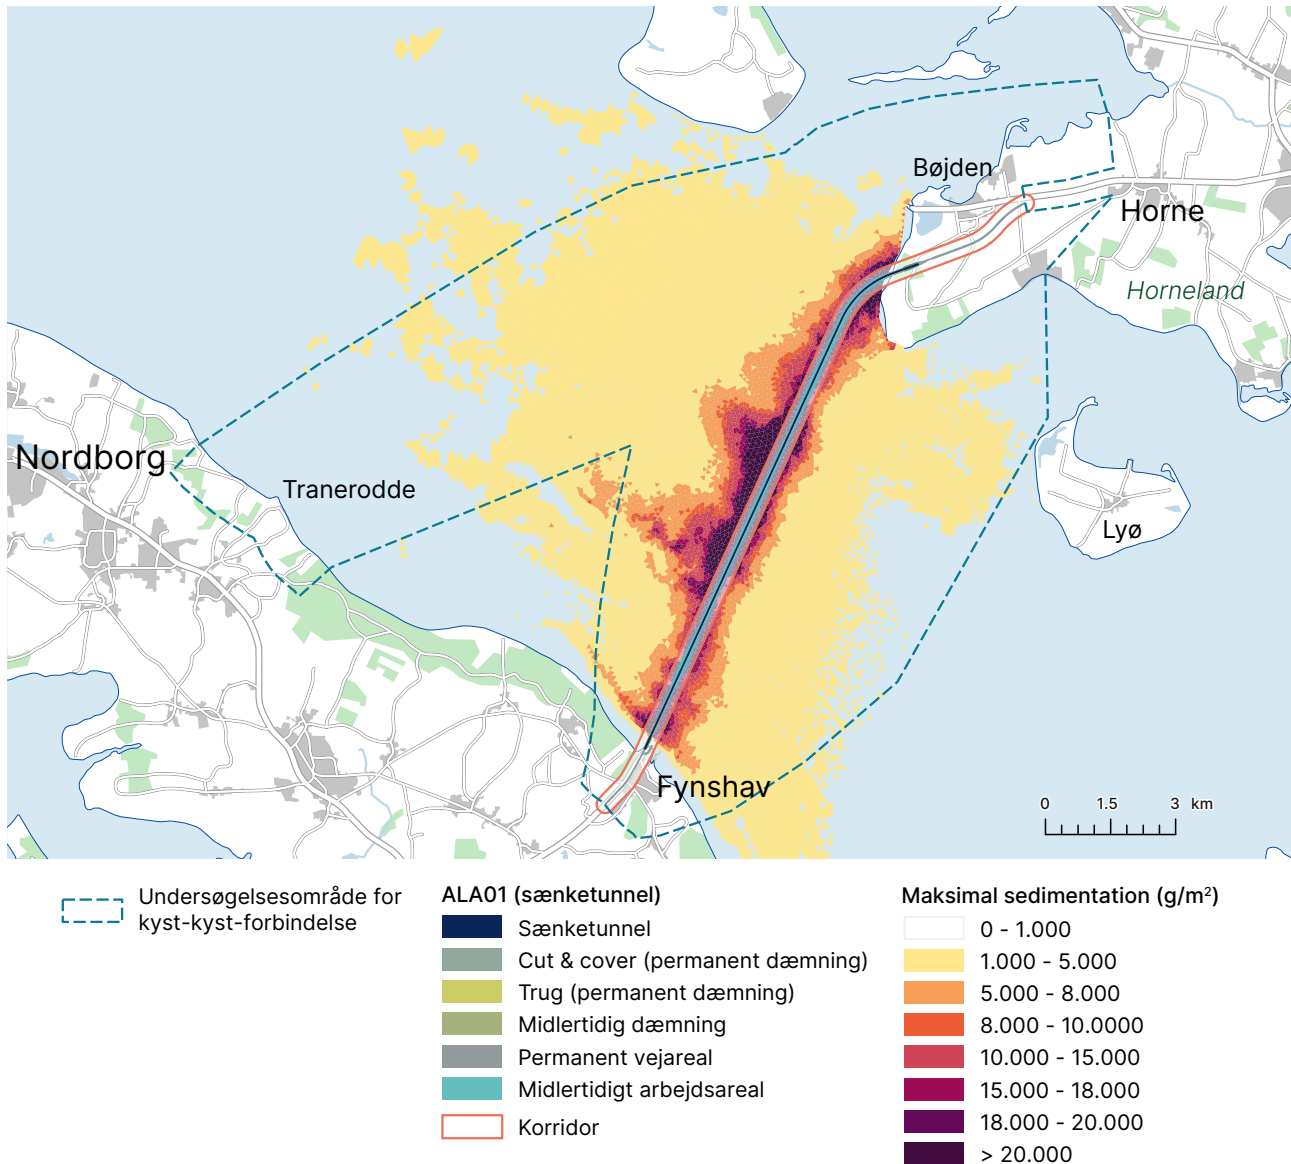 Bøjden
Horne
Horneland
Nordborg
Tranerodde
Lyø
Fynshav
0 1.5 3 km
Undersøgelsesområde for
kyst-kyst-forbindelse
ALA01 (sænketunnel)
Sænketunnel
Cut & cover (permanent dæmning)
Trug (permanent dæmning)
Midlertidig dæmning
Permanent vejareal
Midlertidigt arbejdsareal
Korridor
Maksimal sedimentation (g/m²)
0 - 1.000
1.000 - 5.000
5.000 - 8.000
8.000 - 10.0000
10.000 - 15.000
15.000 - 18.000
18.000 - 20.000
> 20.000